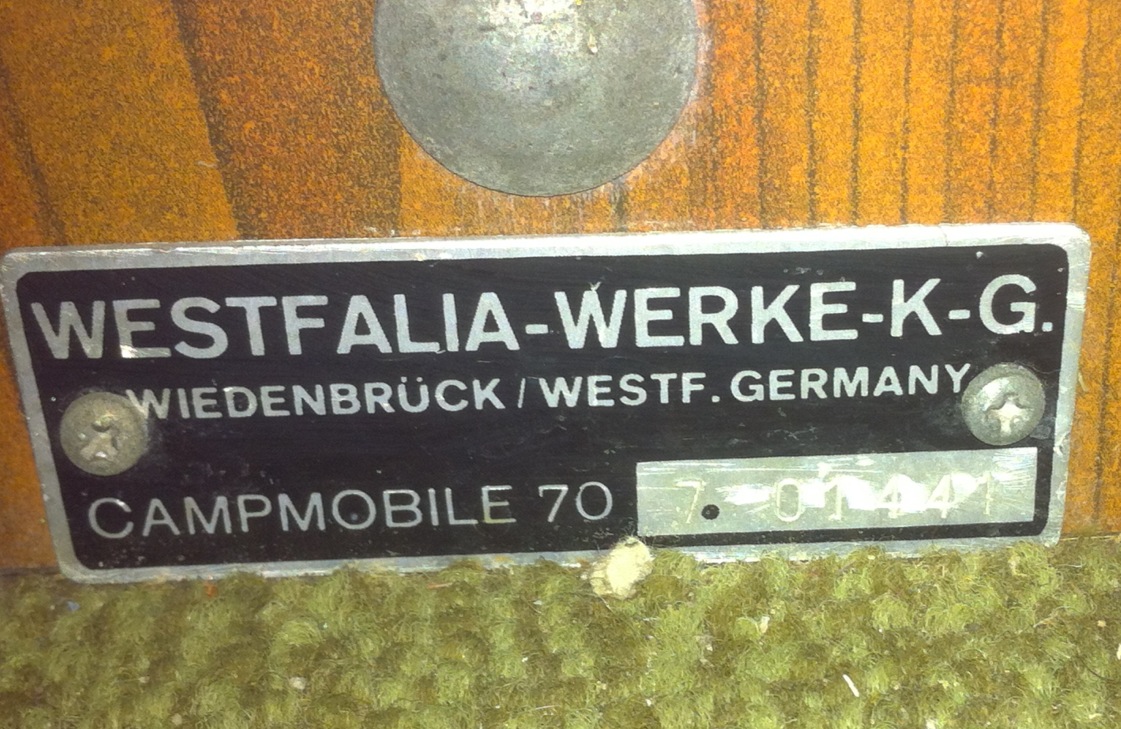 WESTFALIA-WERKE-K-G.
WIEDENBRÜCK / WESTF. GERMANY
CAMPMOBILE 70 7. 01441